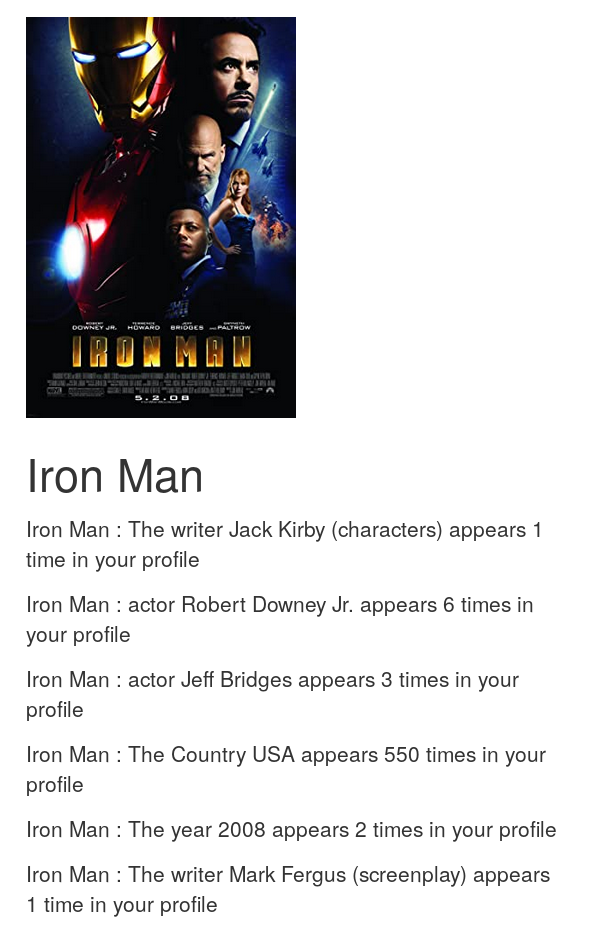 ROBERT TERRENCE JEFF GWYNETH
DOWNEY JR. HOWARD BRIDGES AND PALTROW
IRON MAN
MARVEL
5.2.08
Iron Man
Iron Man : The writer Jack Kirby (characters) appears 1
time in your profile
Iron Man : actor Robert Downey Jr. appears 6 times in
your profile
Iron Man : actor Jeff Bridges appears 3 times in your
profile
Iron Man : The Country USA appears 550 times in your
profile
Iron Man : The year 2008 appears 2 times in your profile
Iron Man : The writer Mark Fergus (screenplay) appears
1 time in your profile